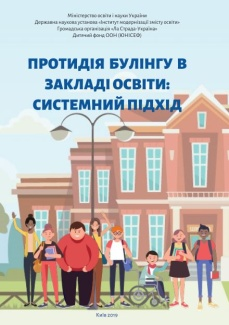 Міністерство освіти і науки України
Державна наукова установа «Інститут модернізації змісту освіти»
Громадська організація «Ла Страда-Україна»
Дитячий фонд ООН (ЮНІСЕФ)
ПРОТИДІЯ БУЛІНГУ В
ЗАКЛАДІ ОСВІТИ:
СИСТЕМНИЙ ПІДХІД
Київ 2019